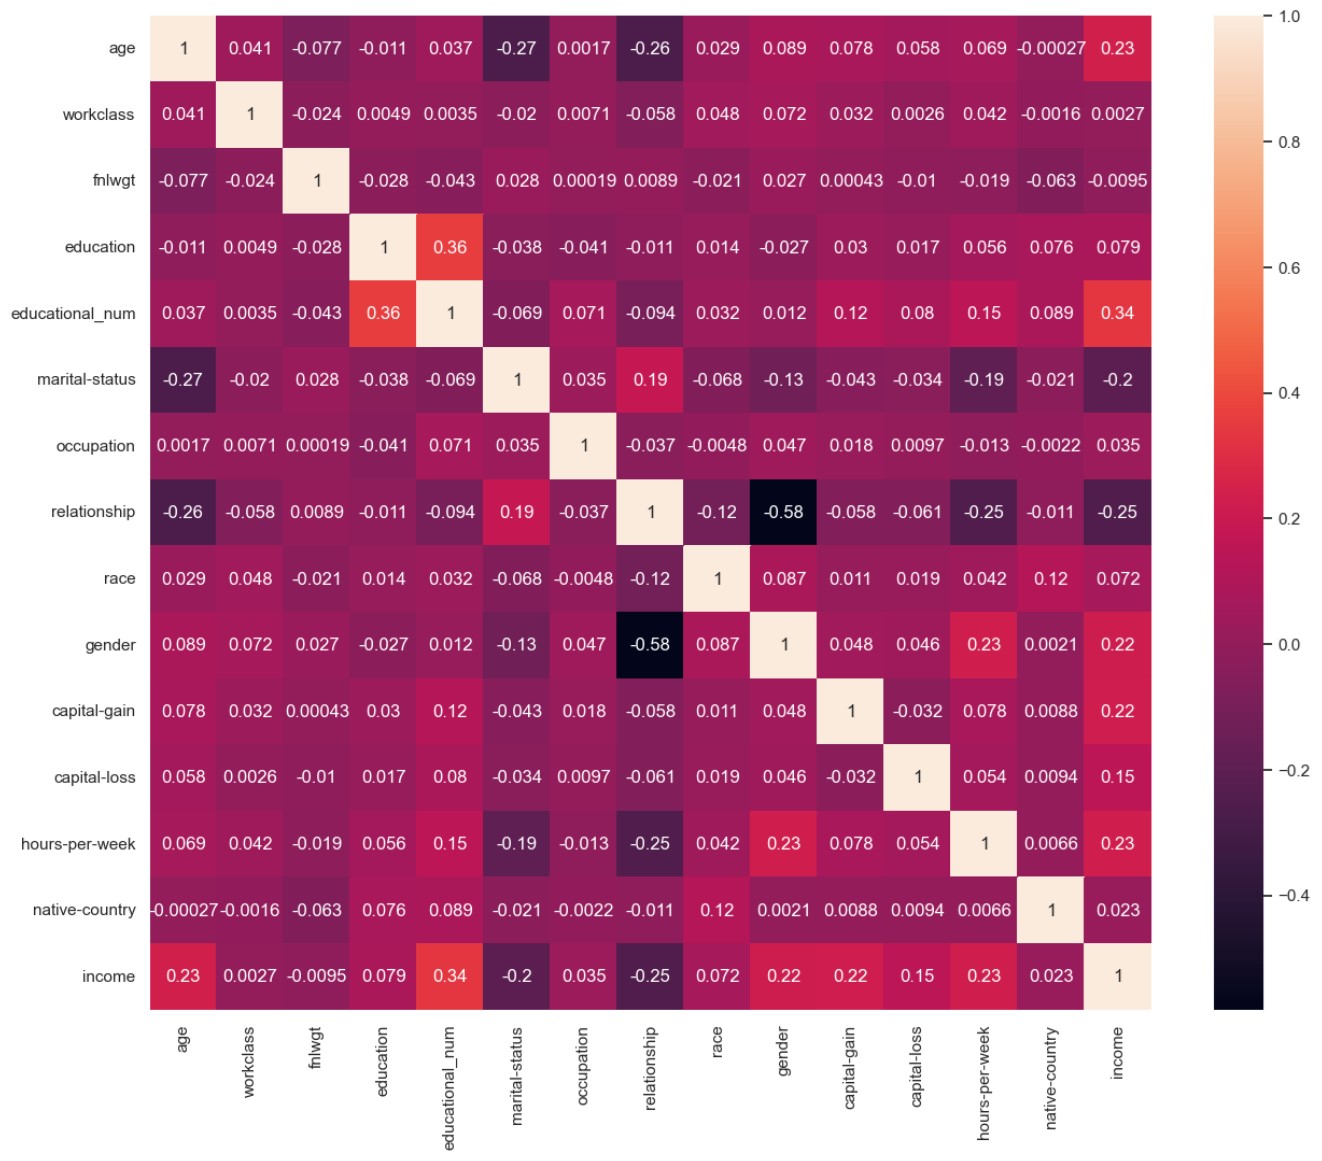 age 1 0.041 -0.077 -0.011 0.037 -0.27 0.0017 -0.26 0.029 0.089 0.078 0.058 0.069 -0.00027 0.23
workclass 0.041 1 -0.024 0.0049 0.0035 -0.02 0.0071 -0.058 0.048 0.072 0.032 0.0026 0.042 -0.0016 0.0027
fnlwgt -0.077 -0.024 1 -0.028 -0.043 0.028 0.00019 0.0089 -0.021 0.027 0.00043 -0.01 -0.019 -0.063 -0.0095
education -0.011 0.0049 -0.028 1 0.36 -0.038 -0.041 -0.011 0.014 -0.027 0.03 0.017 0.056 0.076 0.079
educational_num 0.037 0.0035 -0.043 0.36 1 -0.069 0.071 -0.094 0.032 0.012 0.12 0.08 0.15 0.089 0.34
marital-status -0.27 -0.02 0.028 -0.038 -0.069 1 0.035 0.19 -0.068 -0.13 -0.043 -0.034 -0.19 -0.021 -0.2
occupation 0.0017 0.0071 0.00019 -0.041 0.071 0.035 1 -0.037 -0.0048 0.047 0.018 0.0097 -0.013 -0.0022 0.035
relationship -0.26 -0.058 0.0089 -0.011 -0.094 0.19 -0.037 1 -0.12 -0.58 -0.058 -0.061 -0.25 -0.011 -0.25
race 0.029 0.048 -0.021 0.014 0.032 -0.068 -0.0048 -0.12 1 0.087 0.011 0.019 0.042 0.12 0.072
gender 0.089 0.072 0.027 -0.027 0.012 -0.13 0.047 -0.58 0.087 1 0.048 0.046 0.23 0.0021 0.22
capital-gain 0.078 0.032 0.00043 0.03 0.12 -0.043 0.018 -0.058 0.011 0.048 1 -0.032 0.078 0.0088 0.22
capital-loss 0.058 0.0026 -0.01 0.017 0.08 -0.034 0.0097 -0.061 0.019 0.046 -0.032 1 0.054 0.0094 0.15
hours-per-week 0.069 0.042 -0.019 0.056 0.15 -0.19 -0.013 -0.25 0.042 0.23 0.078 0.054 1 0.0066 0.23
native-country -0.00027 -0.0016 -0.063 0.076 0.089 -0.021 -0.0022 -0.011 0.12 0.0021 0.0088 0.0094 0.0066 1 0.023
income 0.23 0.0027 -0.0095 0.079 0.34 -0.2 0.035 -0.25 0.072 0.22 0.22 0.15 0.23 0.023 1
age
workclass
fnlwgt
education
educational_num
marital-status
occupation
relationship
race
gender
capital-gain
capital-loss
hours-per-week
native-country
income
1.0
0.8
0.6
0.4
0.2
0.0
−0.2
−0.4